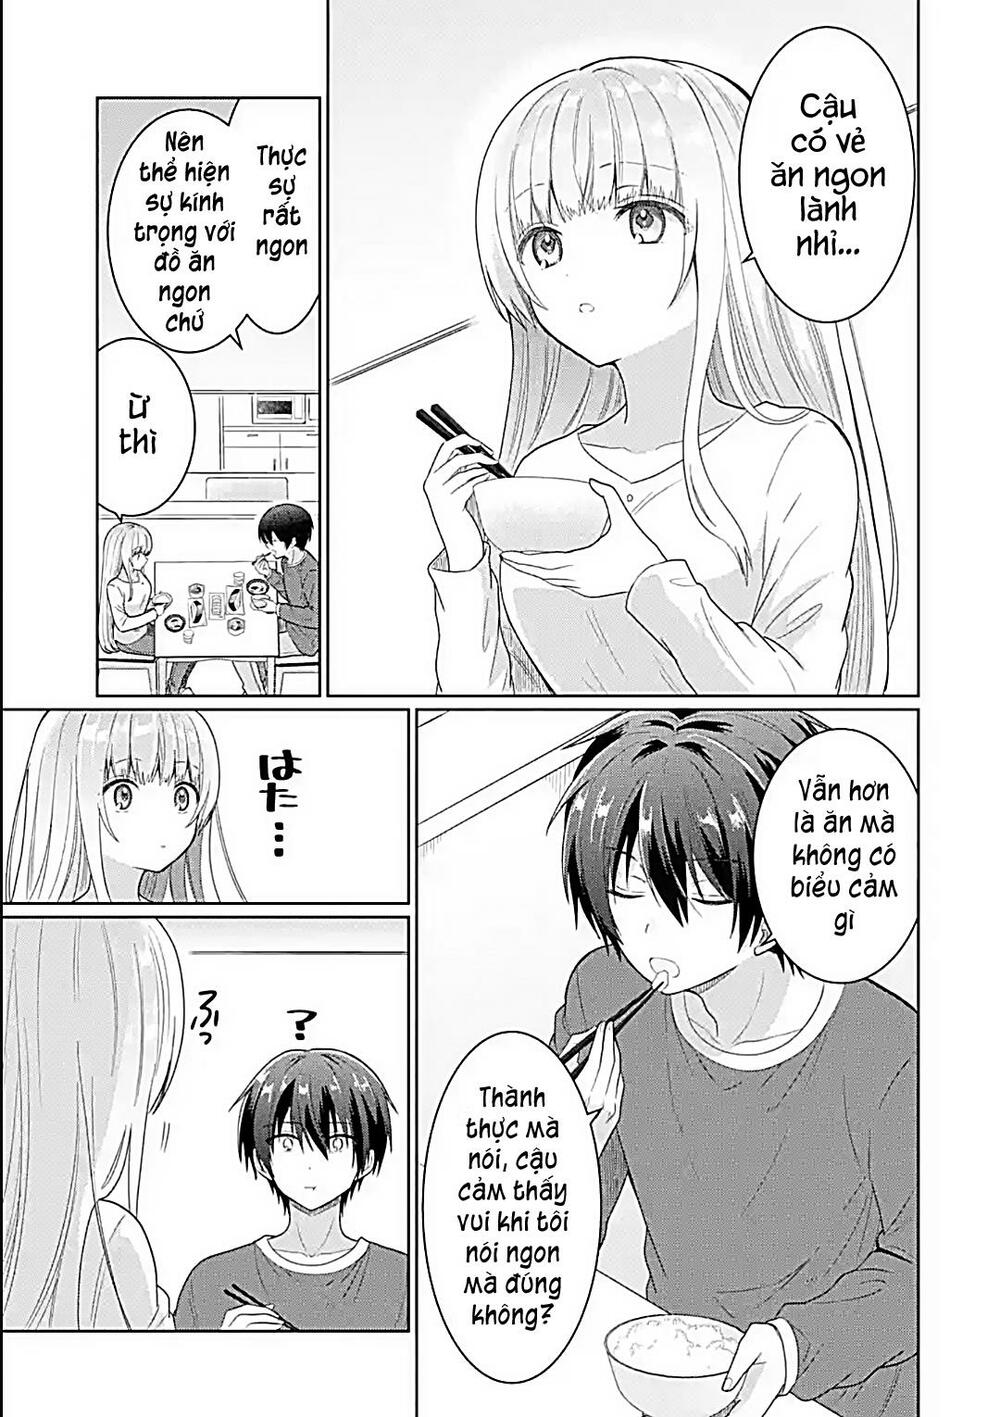 Cậu
có vẻ
ăn ngon
lành
nhỉ...
Thực
sự
rất
ngon
Nên
thể hiện
sự kính
trọng với
đồ ăn
ngon
chứ
Ừ
thì
Vẫn hơn
là ăn mà
không có
biểu cảm
gì
Thành
thực mà
nói, cậu
cảm thấy
vui khi tôi
nói ngon
mà đúng
không?
はた…
ふっ
?